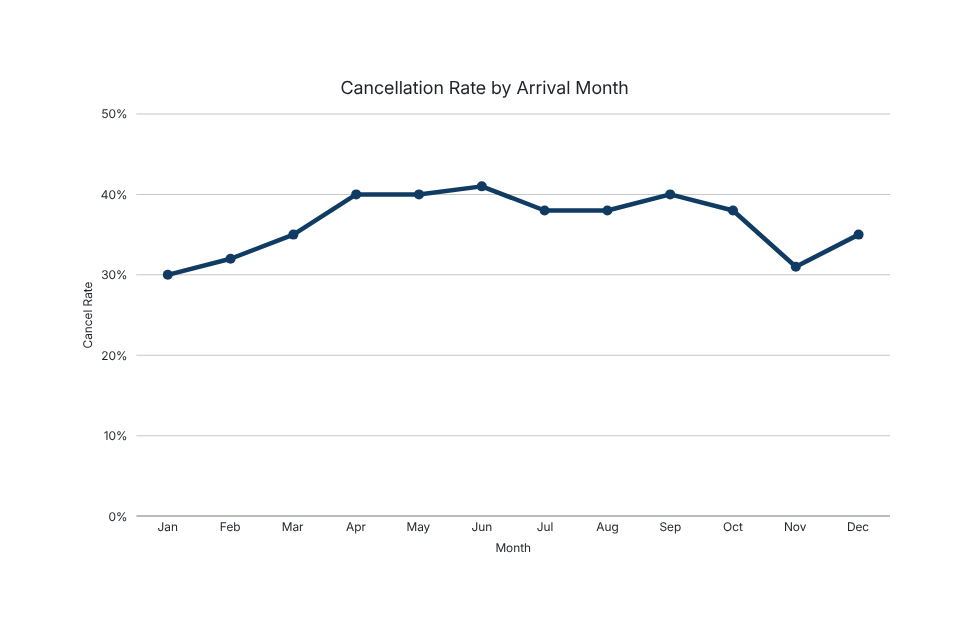 Cancellation Rate by Arrival Month
50%
40%
30%
20%
10%
0%
Cancel Rate
Jan Feb Mar Apr May Jun Jul Aug Sep Oct Nov Dec
Month